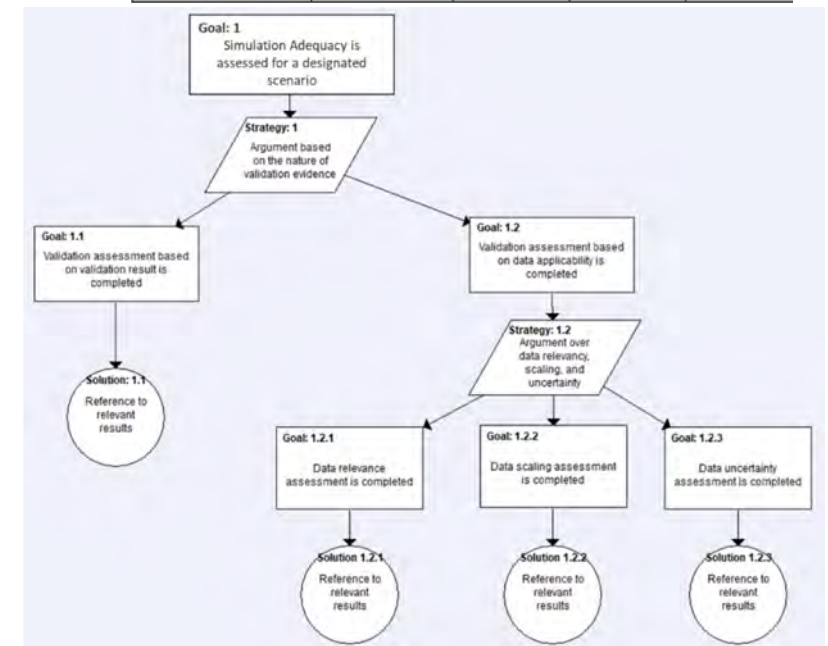 Goal: 1
Simulation Adequacy is
assessed for a designated
scenario
Strategy: 1
Argument based
on the nature of
validation evidence
Goal: 1.1
Validation assessment based
on validation result is
completed
Goal: 1.2
Validation assessment based
on data applicability is
completed
Solution: 1.1
Reference to
relevant
results
Strategy: 1.2
Argument over
data relevancy,
scaling, and
uncertainty
Goal: 1.2.1
Data relevance
assessment is completed
Goal: 1.2.2
Data scaling assessment
is completed
Goal: 1.2.3
Data uncertainty
assessment is completed
Solution 1.2.1
Reference to
relevant
results
Solution 1.2.2
Reference to
relevant
results
Solution 1.2.3
Reference to
relevant
results